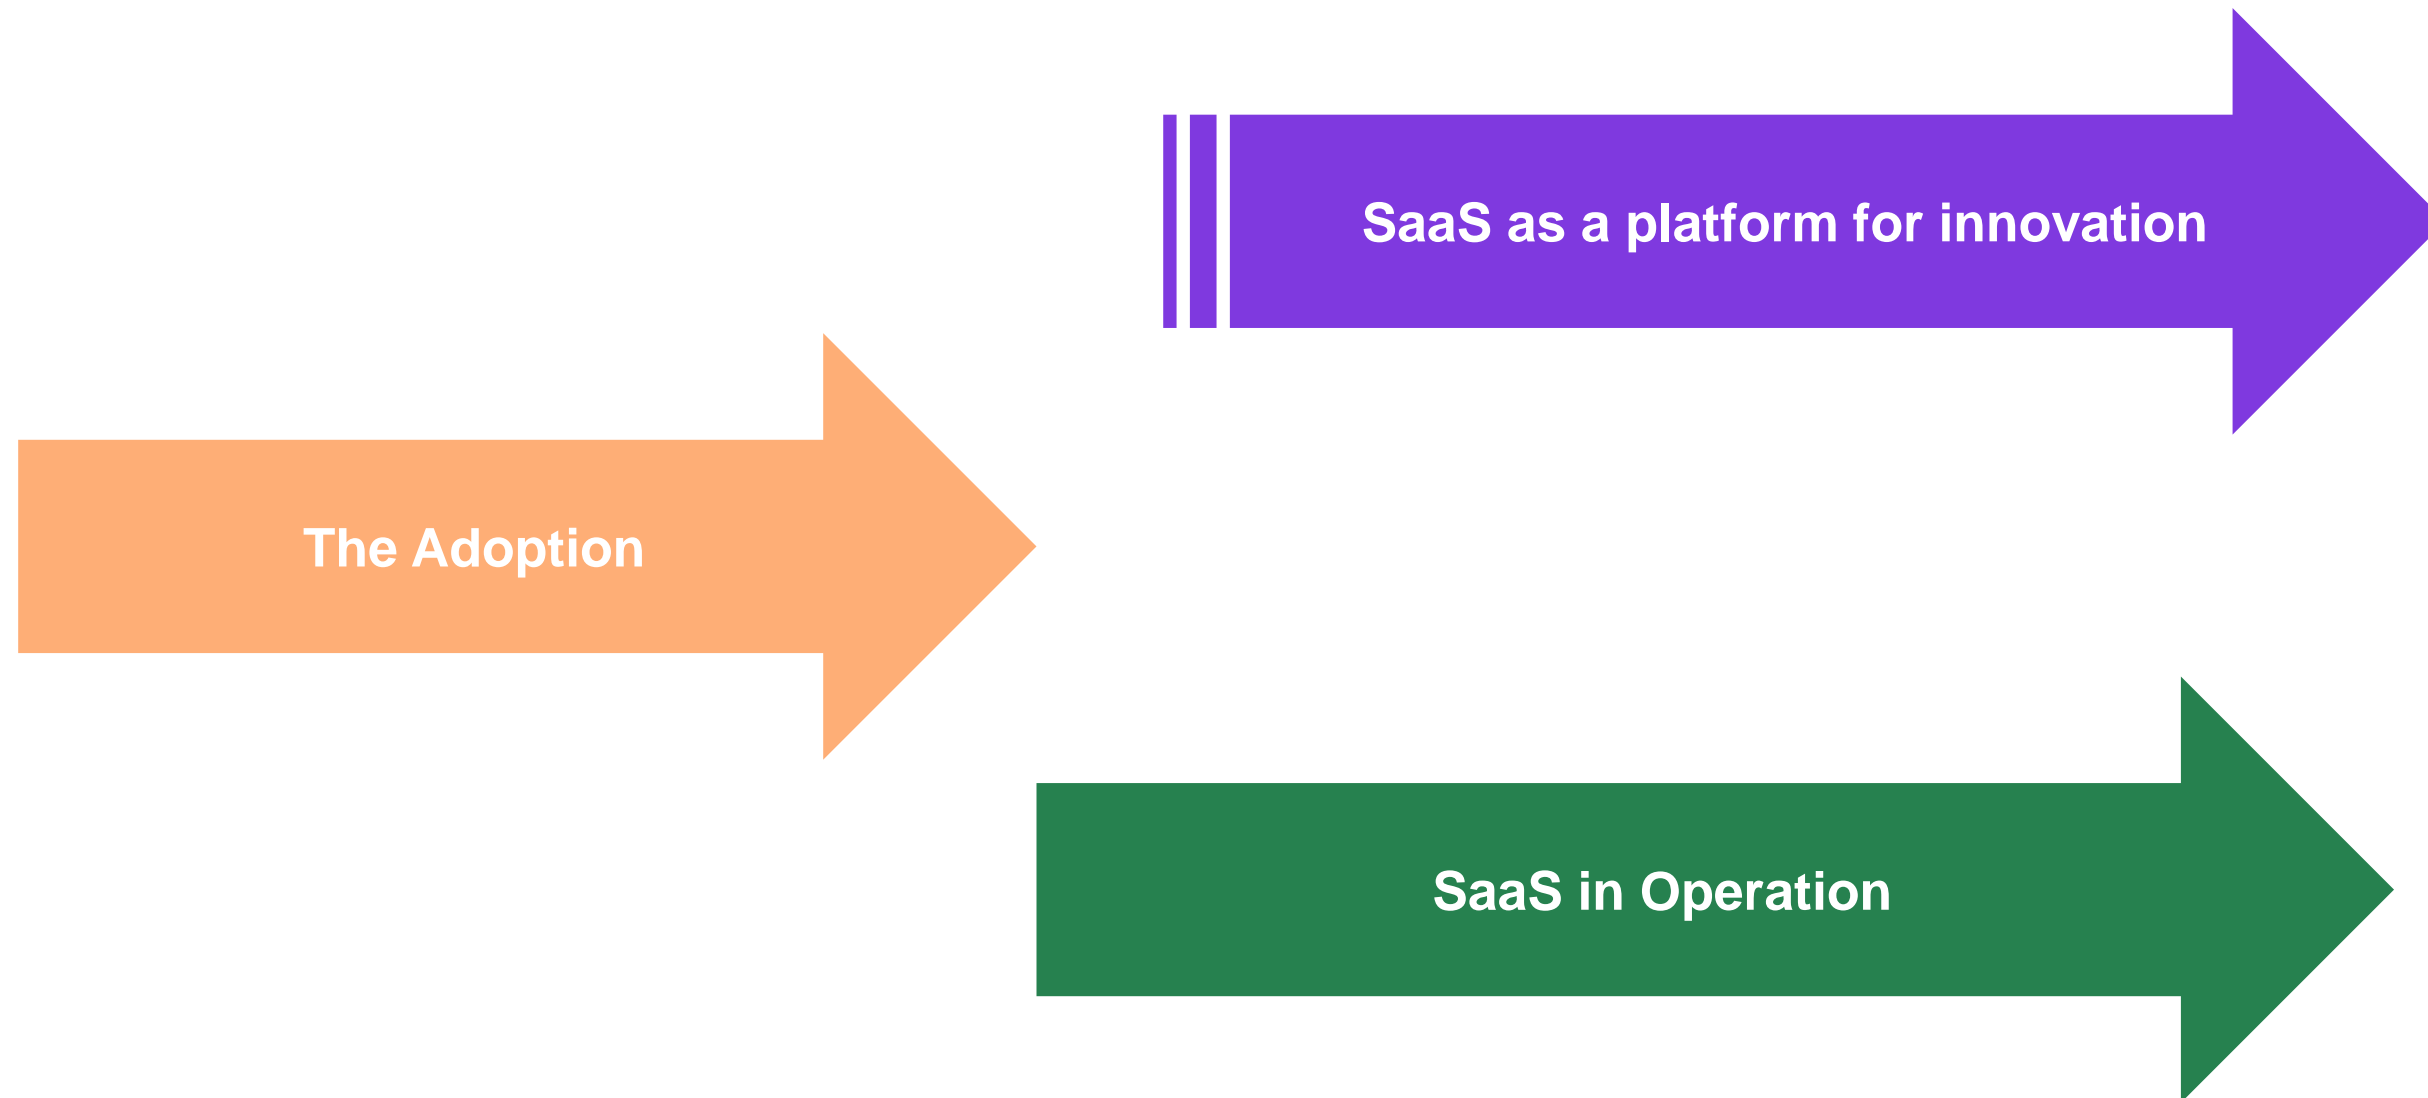 SaaS as a platform for innovation
The Adoption
SaaS in Operation